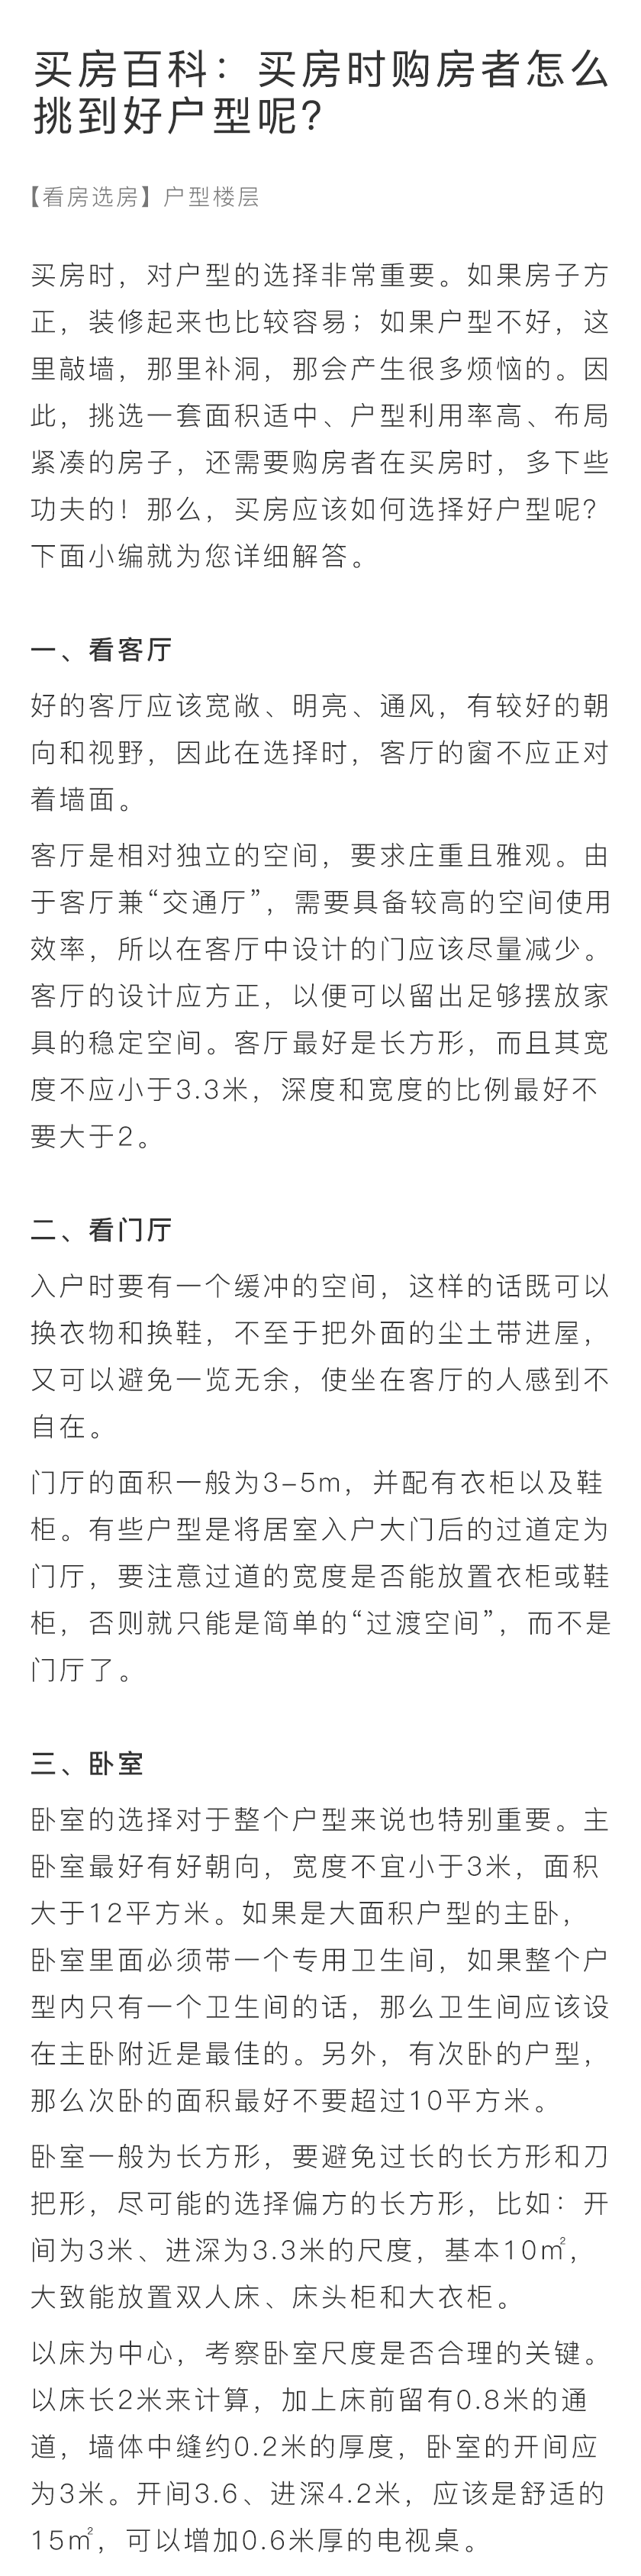 买房百科：买房时购房者怎么
挑到好户型呢？
【看房选房】户型楼层
买房时，对户型的选择非常重要。如果房子方
正，装修起来也比较容易；如果户型不好，这
里敲墙，那里补洞，那会产生很多烦恼的。因
此，挑选一套面积适中、户型利用率高、布局
紧凑的房子，还需要购房者在买房时，多下些
功夫的！那么，买房应该如何选择好户型呢？
下面小编就为您详细解答。
一、看客厅
好的客厅应该宽敞、明亮、通风，有较好的朝
向和视野，因此在选择时，客厅的窗不应正对
着墙面。
客厅是相对独立的空间，要求庄重且雅观。由
于客厅兼“交通厅”，需要具备较高的空间使用
效率，所以在客厅中设计的门应该尽量减少。
客厅的设计应方正，以便可以留出足够摆放家
具的稳定空间。客厅最好是长方形，而且其宽
度不应小于3.3米，深度和宽度的比例最好不
要大于2。
二、看门厅
入户时要有一个缓冲的空间，这样的话既可以
换衣物和换鞋，不至于把外面的尘土带进屋，
又可以避免一览无余，使坐在客厅的人感到不
自在。
门厅的面积一般为3-5m，并配有衣柜以及鞋
柜。有些户型是将居室入户大门后的过道定为
门厅，要注意过道的宽度是否能放置衣柜或鞋
柜，否则就只能是简单的“过渡空间”，而不是
门厅了。
三、卧室
卧室的选择对于整个户型来说也特别重要。主
卧室最好有好朝向，宽度不宜小于3米，面积
大于12平方米。如果是大面积户型的主卧，
卧室里面必须带一个专用卫生间，如果整个户
型内只有一个卫生间的话，那么卫生间应该设
在主卧附近是最佳的。另外，有次卧的户型，
那么次卧的面积最好不要超过10平方米。
卧室一般为长方形，要避免过长的长方形和刀
把形，尽可能的选择偏方的长方形，比如：开
间为3米、进深为3.3米的尺度，基本10㎡，
大致能放置双人床、床头柜和大衣柜。
以床为中心，考察卧室尺度是否合理的关键。
以床长2米来计算，加上床前留有0.8米的通
道，墙体中缝约0.2米的厚度，卧室的开间应
为3米。开间3.6、进深4.2米，应该是舒适的
15㎡，可以增加0.6米厚的电视桌。